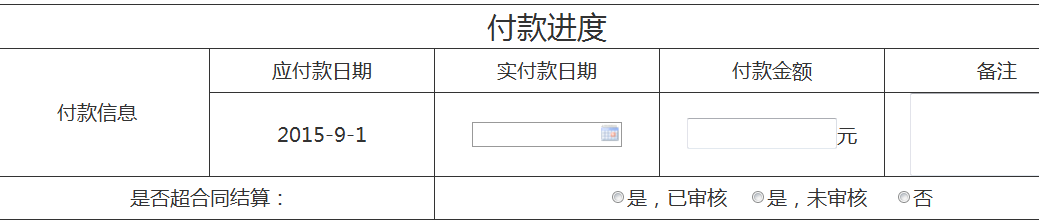 付款进度
应付款日期 实付款日期 付款金额 备注
付款信息
2015-9-1 元
是否超合同结算： 是，已审核 是，未审核 否